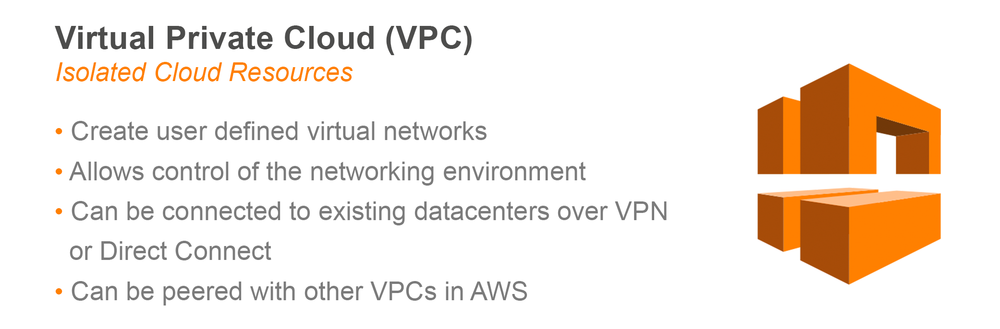 Virtual Private Cloud (VPC)
Isolated Cloud Resources
• Create user defined virtual networks
• Allows control of the networking environment
• Can be connected to existing datacenters over VPN
or Direct Connect
• Can be peered with other VPCs in AWS